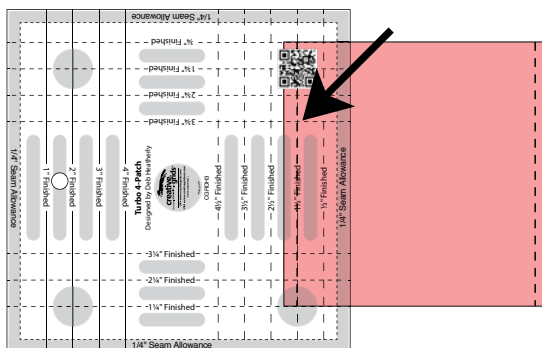 1/4" Seam Allowance
¾" Finished
1¾" Finished
2¾" Finished
3¾" Finished
1/4" Seam Allowance
1" Finished
2" Finished
3" Finished
4" Finished
Turbo 4-Patch
Designed by Deb Heatherly
creative
grids
CGRDH3
4½" Finished
3½" Finished
2½" Finished
1½" Finished
½" Finished
1/4" Seam Allowance
3¼" Finished
2¼" Finished
1¼" Finished
1/4" Seam Allowance